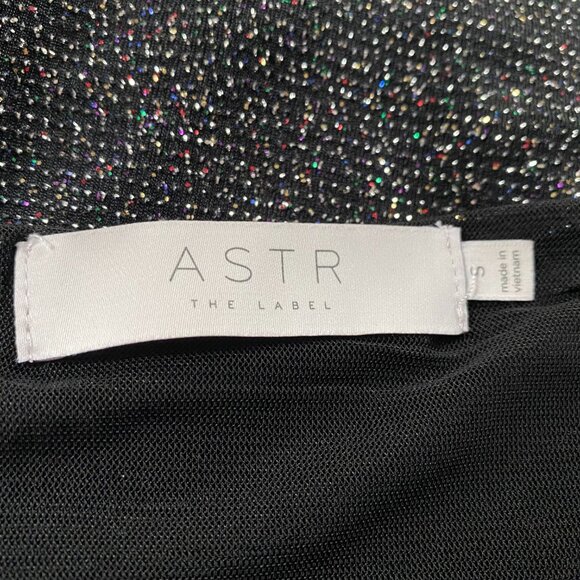 ASTR
THE LABEL
S
made in
vietnam